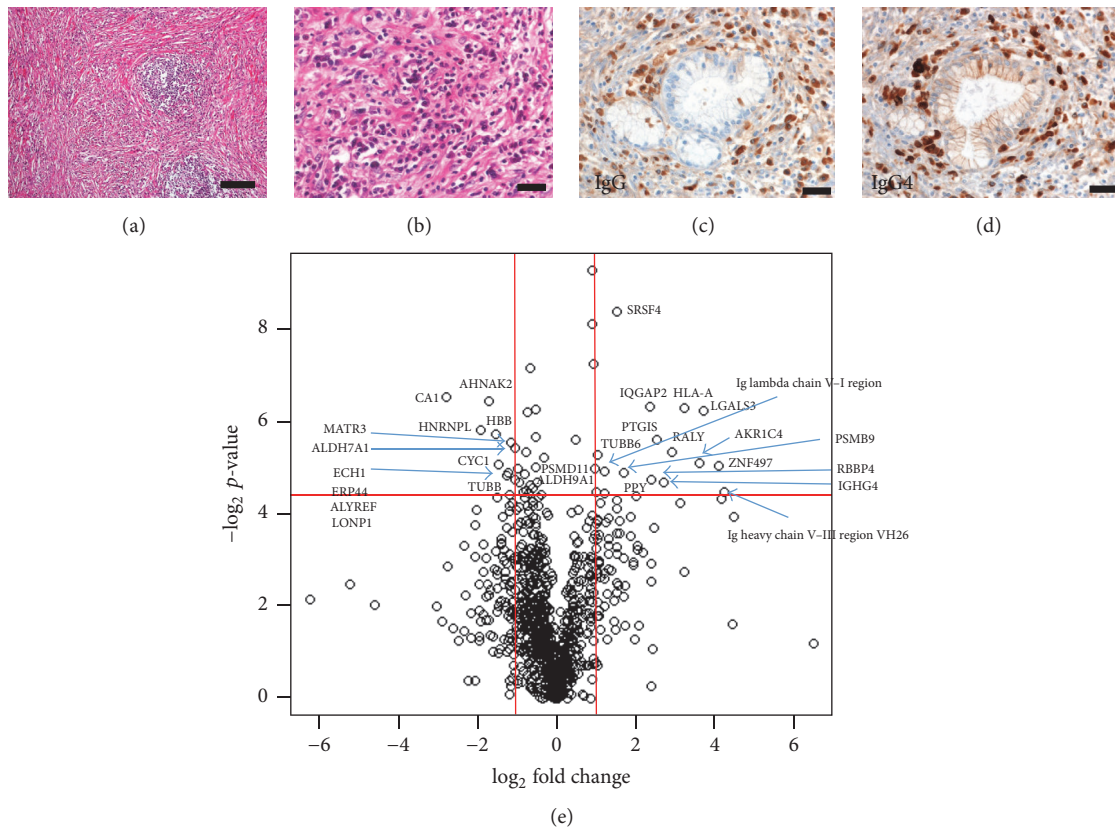 IgG
IgG4
(a)
(b)
(c)
(d)
SRSF4
Ig lambda chain V–I region
AHNAK2
CA1
IQGAP2
HLA-A
LGALS3
MATR3
HNRNPL
HBB
PTGIS
RALY
AKR1C4
PSMB9
ALDH7A1
TUBB6
CYC1
PSMD11
ZNF497
RBBP4
ECH1
ALDH9A1
IGHG4
ERP44
TUBB
PPY
ALYREF
LONP1
Ig heavy chain V–III region VH26
8
6
4
2
0
−log2 p-value
−6
−4
−2
0
2
4
6
log2 fold change
(e)